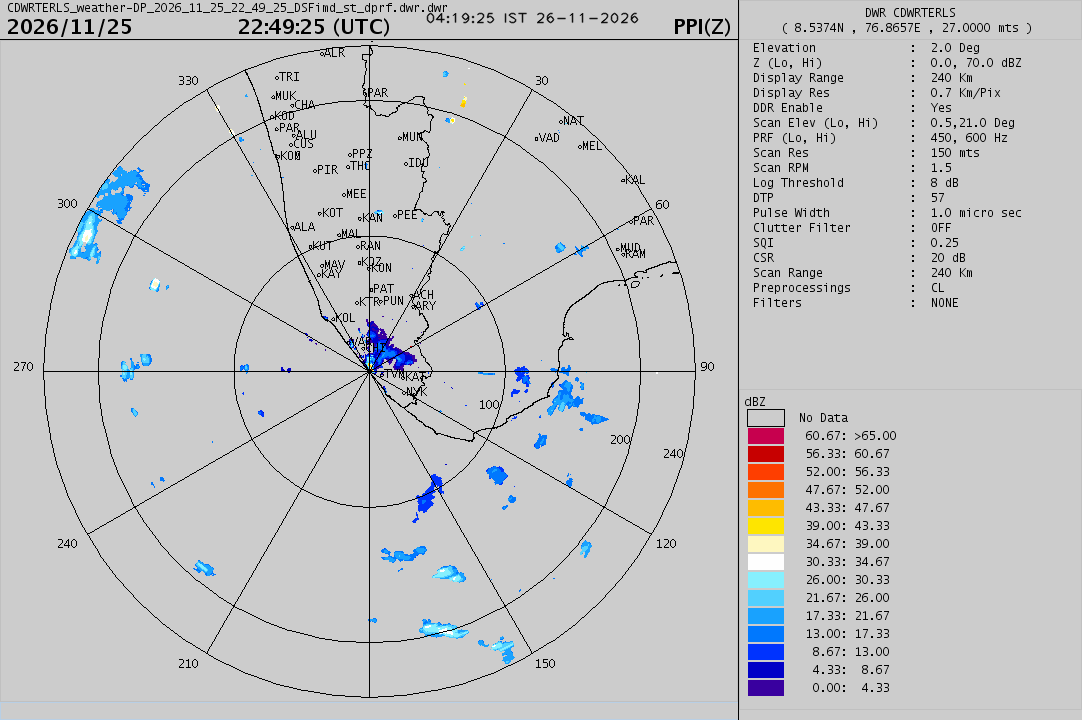 CDWRTERLS_weather-DP_2026_11_25_22_49_25_DSFimd_st_dprf.dwr.dwr
04:19:25 IST 26-11-2026
2026/11/25 22:49:25 (UTC) PPI(Z)
DWR CDWRTERLS
( 8.5374N , 76.8657E , 27.0000 mts )
Elevation : 2.0 Deg
Z (Lo, Hi) : 0.0, 70.0 dBZ
Display Range : 240 Km
Display Res : 0.7 Km/Pix
DDR Enable : Yes
Scan Elev (Lo, Hi) : 0.5,21.0 Deg
PRF (Lo, Hi) : 450, 600 Hz
Scan Res : 150 mts
Scan RPM : 1.5
Log Threshold : 8 dB
DTP : 57
Pulse Width : 1.0 micro sec
Clutter Filter : OFF
SQI : 0.25
CSR : 20 dB
Scan Range : 240 Km
Preprocessings : CL
Filters : NONE
dBZ
No Data
60.67: >65.00
56.33: 60.67
52.00: 56.33
47.67: 52.00
43.33: 47.67
39.00: 43.33
34.67: 39.00
30.33: 34.67
26.00: 30.33
21.67: 26.00
17.33: 21.67
13.00: 17.33
8.67: 13.00
4.33: 8.67
0.00: 4.33
ALR
TRI
330
30
MUK
PAR
CHA
KOD
NAT
PAR
ALU
MUN
VAD
CUS
MEL
PPZ
THO
IDU
PIR
KAL
MEE
300
60
KOT
KAN
PEE
PAR
ALA
MAL
KUT
RAN
MUD
RAM
KOZ
MAV
KON
KAY
PAT
KTR
PUN
ACH
ARY
KOL
270
90
TVM
KAT
NYK
100
200
240
240
120
210
150